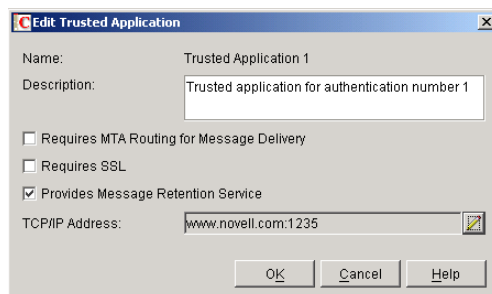 Edit Trusted Application
Name: Trusted Application 1
Description: Trusted application for authentication number 1
Requires MTA Routing for Message Delivery
Requires SSL
Provides Message Retention Service
TCP/IP Address: www.novell.com:1235
OK Cancel Help